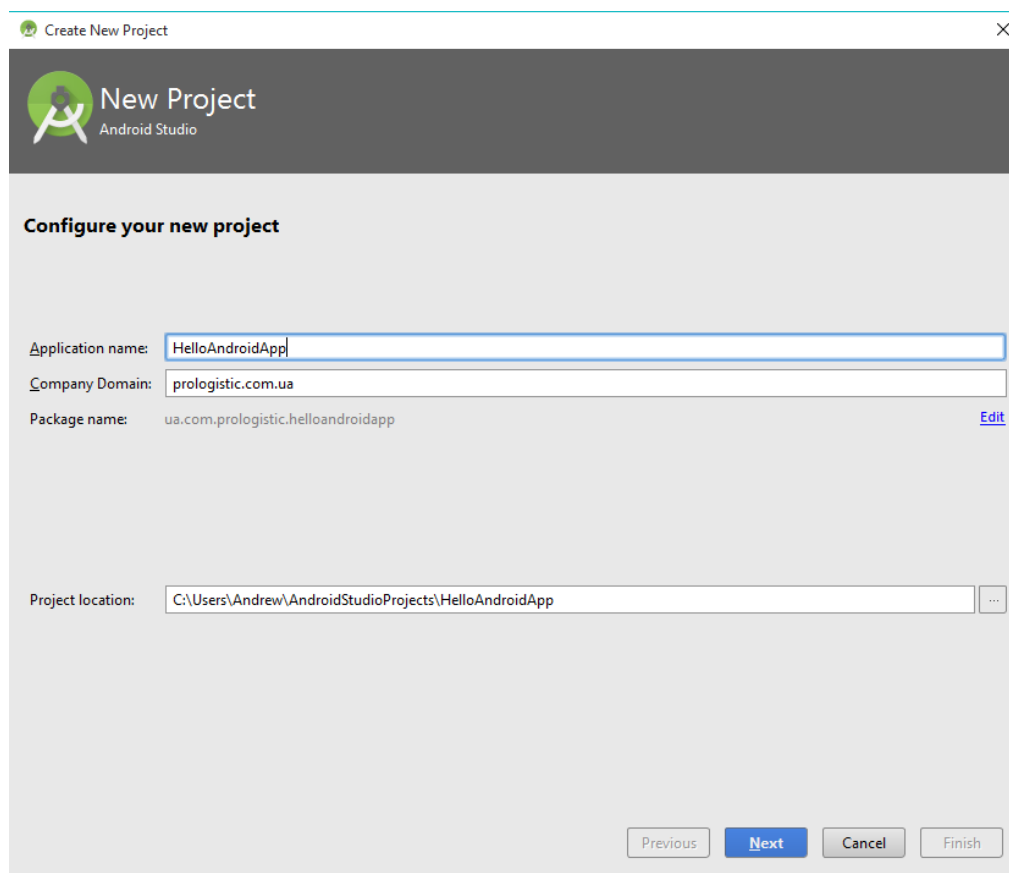 Create New Project
New Project
Android Studio
Configure your new project
Application name: HelloAndroidApp
Company Domain: prologistic.com.ua
Package name: ua.com.prologistic.helloandroidapp Edit
Project location: C:\Users\Andrew\AndroidStudioProjects\HelloAndroidApp ...
Previous Next Cancel Finish